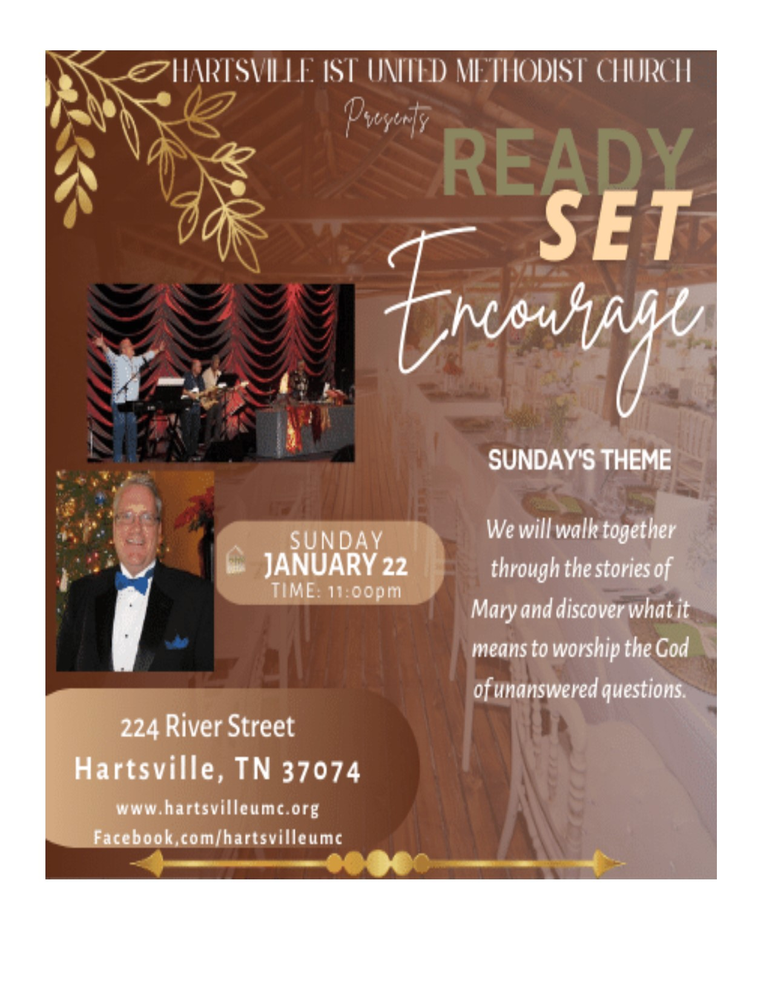 HARTSVILLE 1ST UNITED METHODIST CHURCH
Presents
READY
SET
Encourage
SUNDAY'S THEME
We will walk together
through the stories of
Mary and discover what it
means to worship the God
of unanswered questions.
SUNDAY
JANUARY 22
TIME: 11:00pm
224 River Street
Hartsville, TN 37074
www.hartsvilleumc.org
Facebook,com/hartsvilleumc